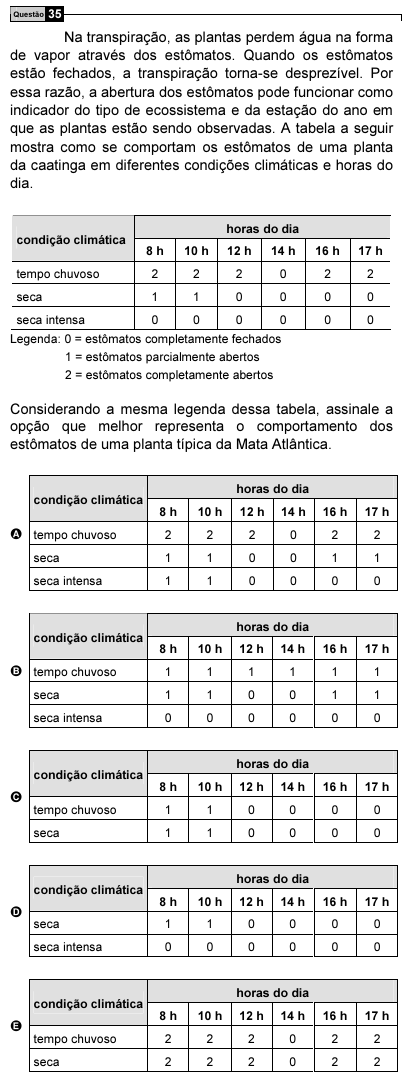 Questão 35
Na transpiração, as plantas perdem água na forma
de vapor através dos estômatos. Quando os estômatos
estão fechados, a transpiração torna-se desprezível. Por
essa razão, a abertura dos estômatos pode funcionar como
indicador do tipo de ecossistema e da estação do ano em
que as plantas estão sendo observadas. A tabela a seguir
mostra como se comportam os estômatos de uma planta
da caatinga em diferentes condições climáticas e horas do
dia.
condição climática horas do dia
8 h 10 h 12 h 14 h 16 h 17 h
tempo chuvoso 2 2 2 0 2 2
seca 1 1 0 0 0 0
seca intensa 0 0 0 0 0 0
Legenda: 0 = estômatos completamente fechados
1 = estômatos parcialmente abertos
2 = estômatos completamente abertos
Considerando a mesma legenda dessa tabela, assinale a
opção que melhor representa o comportamento dos
estômatos de uma planta típica da Mata Atlântica.
condição climática horas do dia
8 h 10 h 12 h 14 h 16 h 17 h
A tempo chuvoso 2 2 2 0 2 2
seca 1 1 0 0 1 1
seca intensa 1 1 0 0 0 0
condição climática horas do dia
8 h 10 h 12 h 14 h 16 h 17 h
B tempo chuvoso 1 1 1 1 1 1
seca 1 1 0 0 1 1
seca intensa 0 0 0 0 0 0
condição climática horas do dia
8 h 10 h 12 h 14 h 16 h 17 h
C tempo chuvoso 1 1 0 0 0 0
seca 1 1 0 0 0 0
condição climática horas do dia
8 h 10 h 12 h 14 h 16 h 17 h
D seca 1 1 0 0 0 0
seca intensa 0 0 0 0 0 0
condição climática horas do dia
8 h 10 h 12 h 14 h 16 h 17 h
E tempo chuvoso 2 2 2 0 2 2
seca 2 2 2 0 2 2